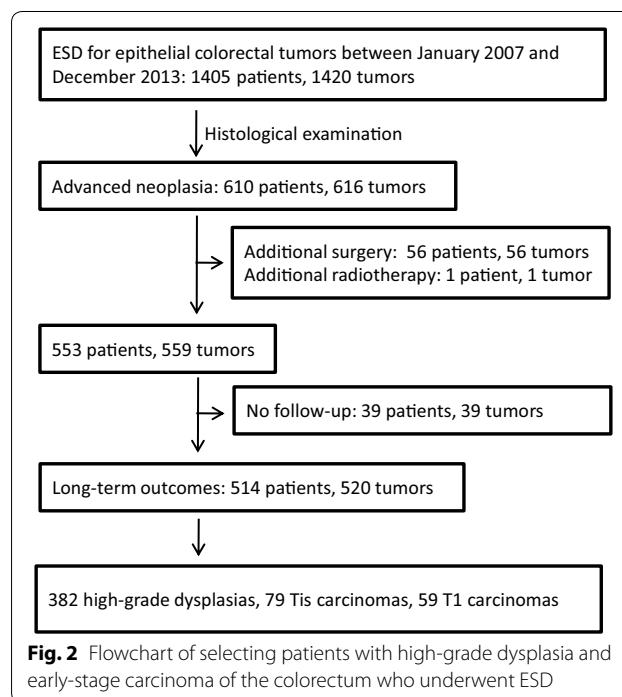 ESD for epithelial colorectal tumors between January 2007 and
December 2013: 1405 patients, 1420 tumors
Histological examination
Advanced neoplasia: 610 patients, 616 tumors
Additional surgery: 56 patients, 56 tumors
Additional radiotherapy: 1 patient, 1 tumor
553 patients, 559 tumors
No follow-up: 39 patients, 39 tumors
Long-term outcomes: 514 patients, 520 tumors
382 high-grade dysplasias, 79 Tis carcinomas, 59 T1 carcinomas
Fig. 2 Flowchart of selecting patients with high-grade dysplasia and
early-stage carcinoma of the colorectum who underwent ESD